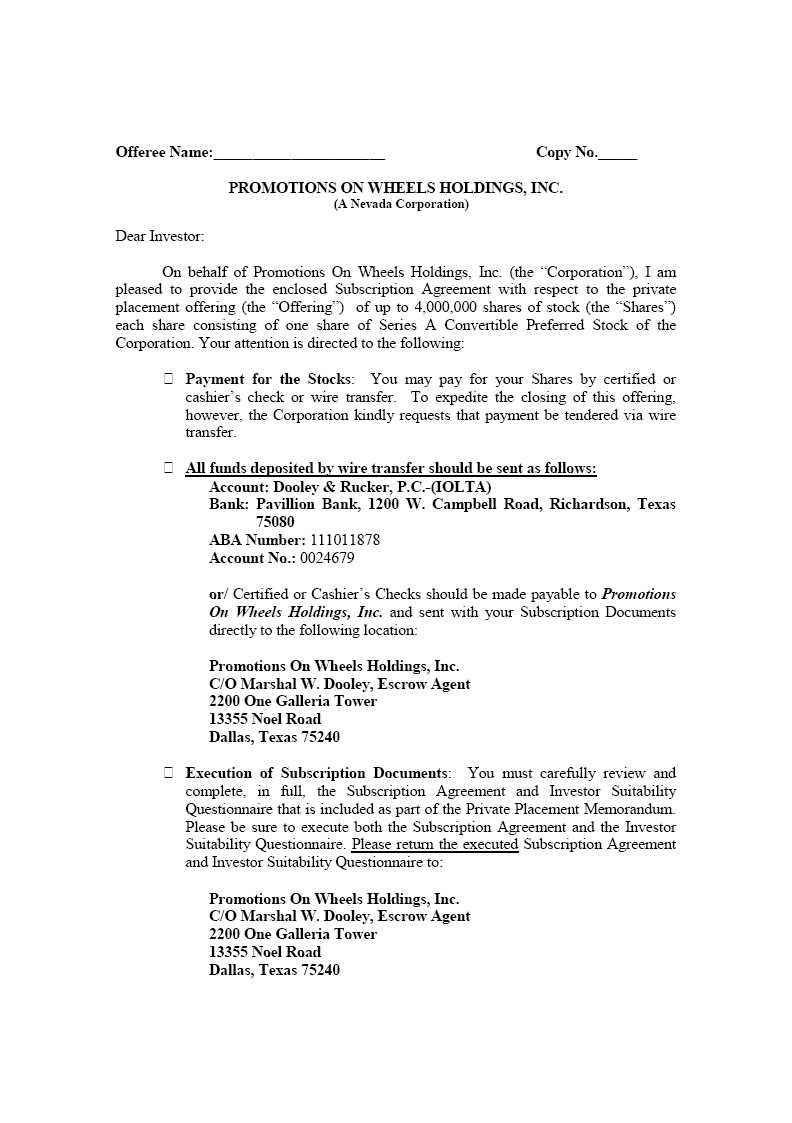 Offeree Name:______________________ Copy No._____
PROMOTIONS ON WHEELS HOLDINGS, INC.
(A Nevada Corporation)
Dear Investor:
On behalf of Promotions On Wheels Holdings, Inc. (the “Corporation”), I am
pleased to provide the enclosed Subscription Agreement with respect to the private
placement offering (the “Offering”) of up to 4,000,000 shares of stock (the “Shares”)
each share consisting of one share of Series A Convertible Preferred Stock of the
Corporation. Your attention is directed to the following:
☐ Payment for the Stocks: You may pay for your Shares by certified or
cashier’s check or wire transfer. To expedite the closing of this offering,
however, the Corporation kindly requests that payment be tendered via wire
transfer.
☐ All funds deposited by wire transfer should be sent as follows:
Account: Dooley & Rucker, P.C.-(IOLTA)
Bank: Pavillion Bank, 1200 W. Campbell Road, Richardson, Texas
75080
ABA Number: 111011878
Account No.: 0024679
or/ Certified or Cashier’s Checks should be made payable to Promotions
On Wheels Holdings, Inc. and sent with your Subscription Documents
directly to the following location:
Promotions On Wheels Holdings, Inc.
C/O Marshal W. Dooley, Escrow Agent
2200 One Galleria Tower
13355 Noel Road
Dallas, Texas 75240
☐ Execution of Subscription Documents: You must carefully review and
complete, in full, the Subscription Agreement and Investor Suitability
Questionnaire that is included as part of the Private Placement Memorandum.
Please be sure to execute both the Subscription Agreement and the Investor
Suitability Questionnaire. Please return the executed Subscription Agreement
and Investor Suitability Questionnaire to:
Promotions On Wheels Holdings, Inc.
C/O Marshal W. Dooley, Escrow Agent
2200 One Galleria Tower
13355 Noel Road
Dallas, Texas 75240